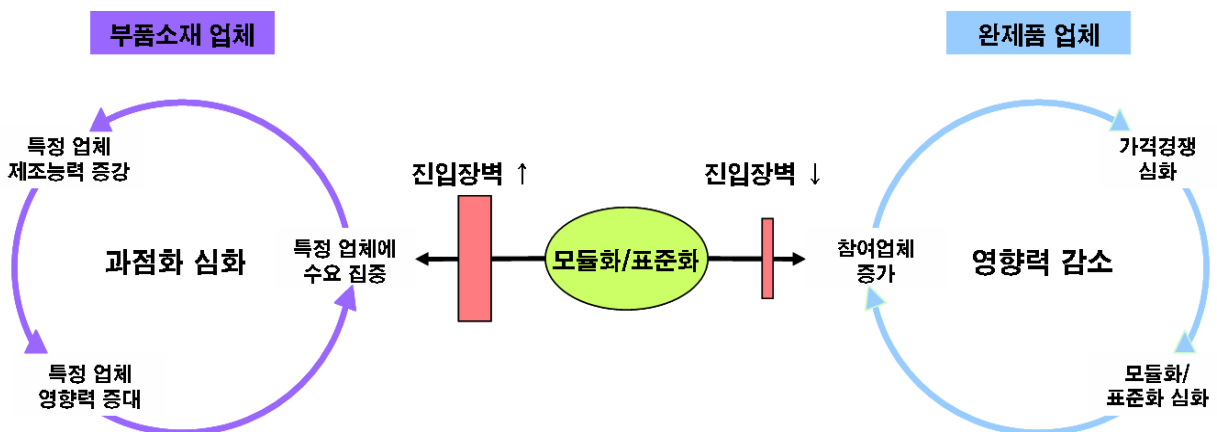 부품소재 업체
완제품 업체
특정 업체
제조능력 증강
과점화 심화
특정 업체에
수요 집중
특정 업체
영향력 증대
진입장벽 ↑
모듈화/표준화
진입장벽 ↓
참여업체
증가
영향력 감소
가격경쟁
심화
모듈화/
표준화 심화